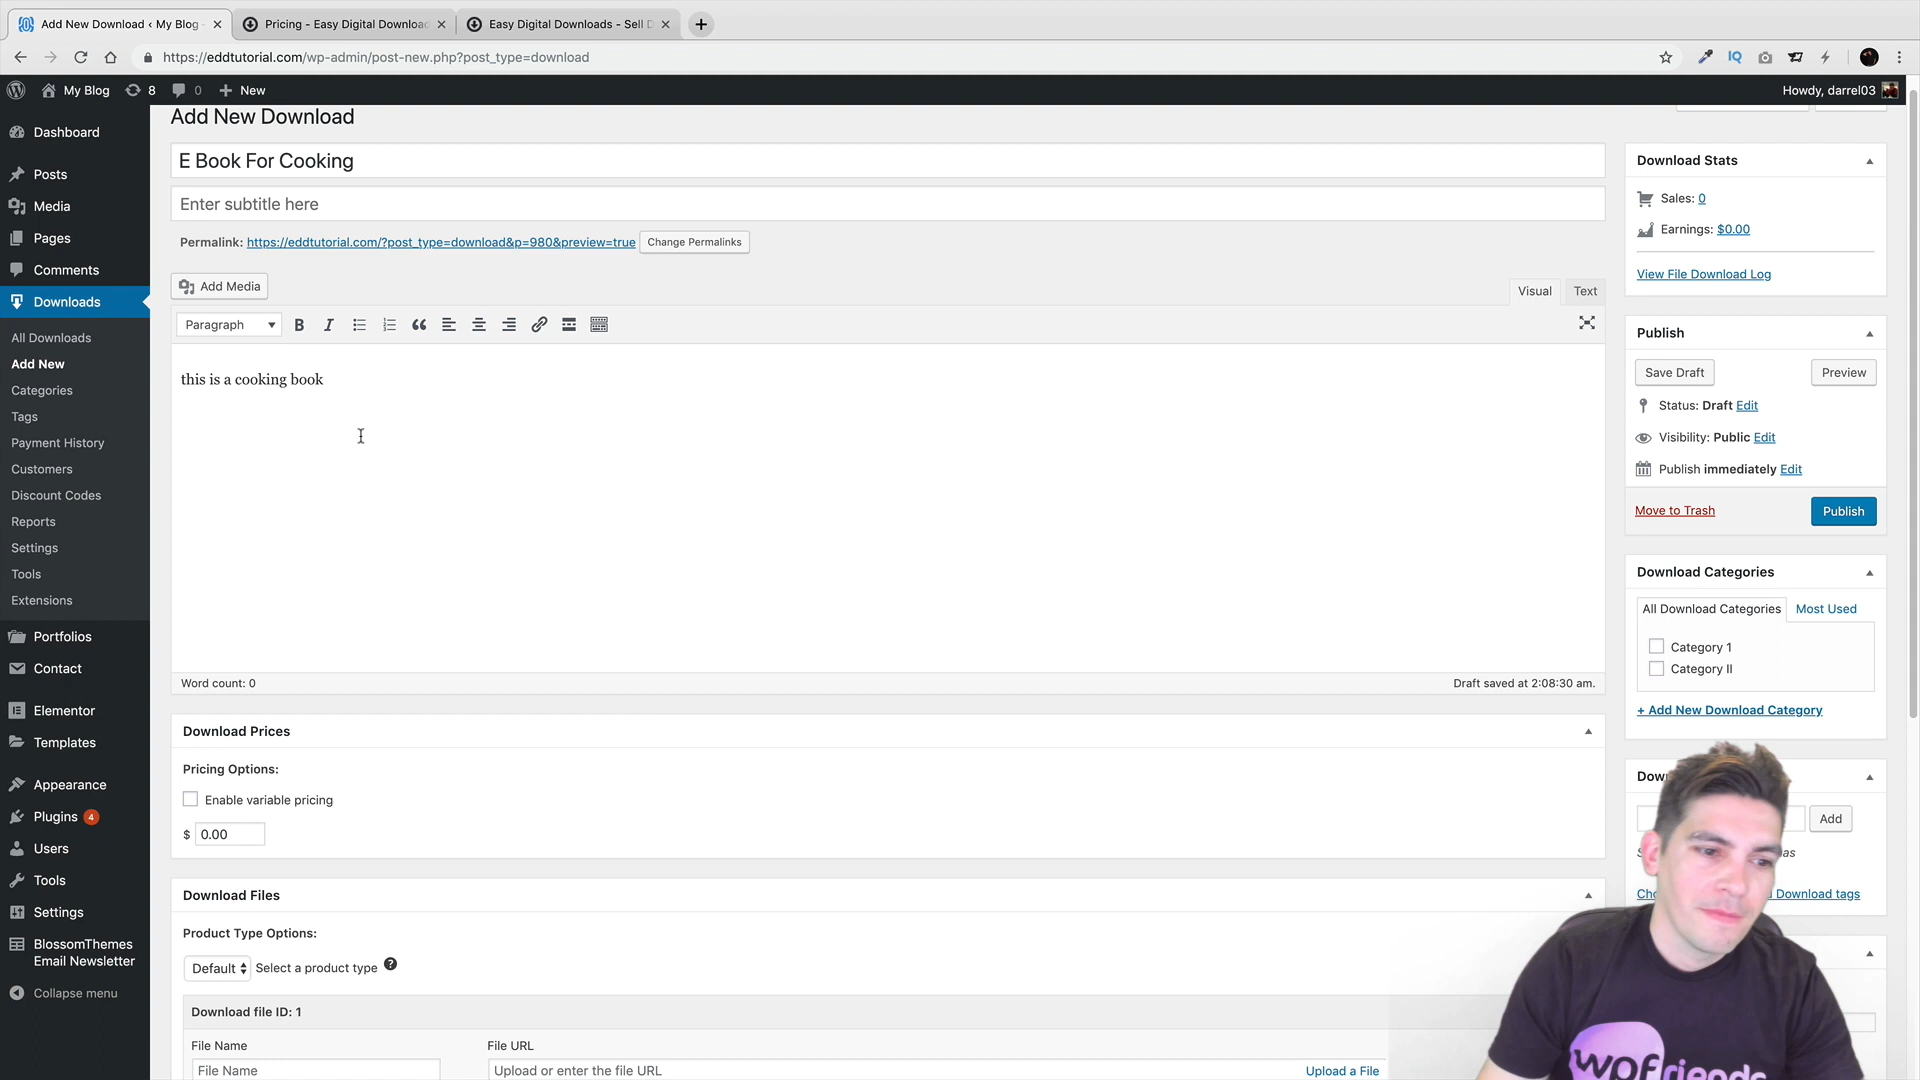 Add New Download ‹ My Blog
Pricing - Easy Digital Downloads
Easy Digital Downloads - Sell D
https://eddtutorial.com/wp-admin/post-new.php?post_type=download
IQ
My Blog
8
0
New
Howdy, darrel03
Dashboard
Posts
Media
Pages
Comments
Downloads
All Downloads
Add New
Categories
Tags
Payment History
Customers
Discount Codes
Reports
Settings
Tools
Extensions
Portfolios
Contact
Elementor
Templates
Appearance
Plugins 4
Users
Tools
Settings
BlossomThemes
Email Newsletter
Collapse menu
Add New Download
E Book For Cooking
Enter subtitle here
Permalink: https://eddtutorial.com/?post_type=download&p=980&preview=true Change Permalinks
Add Media
Visual Text
Paragraph
this is a cooking book
Word count: 0
Draft saved at 2:08:30 am.
Download Prices
Pricing Options:
Enable variable pricing
$ 0.00
Download Files
Product Type Options:
Default Select a product type ?
Download file ID: 1
File Name File URL
File Name Upload or enter the file URL Upload a File
Download Stats
Sales: 0
Earnings: $0.00
View File Download Log
Publish
Save Draft Preview
Status: Draft Edit
Visibility: Public Edit
Publish immediately Edit
Move to Trash Publish
Download Categories
All Download Categories Most Used
Category 1
Category II
+ Add New Download Category
Add
Download tags
wpfriends